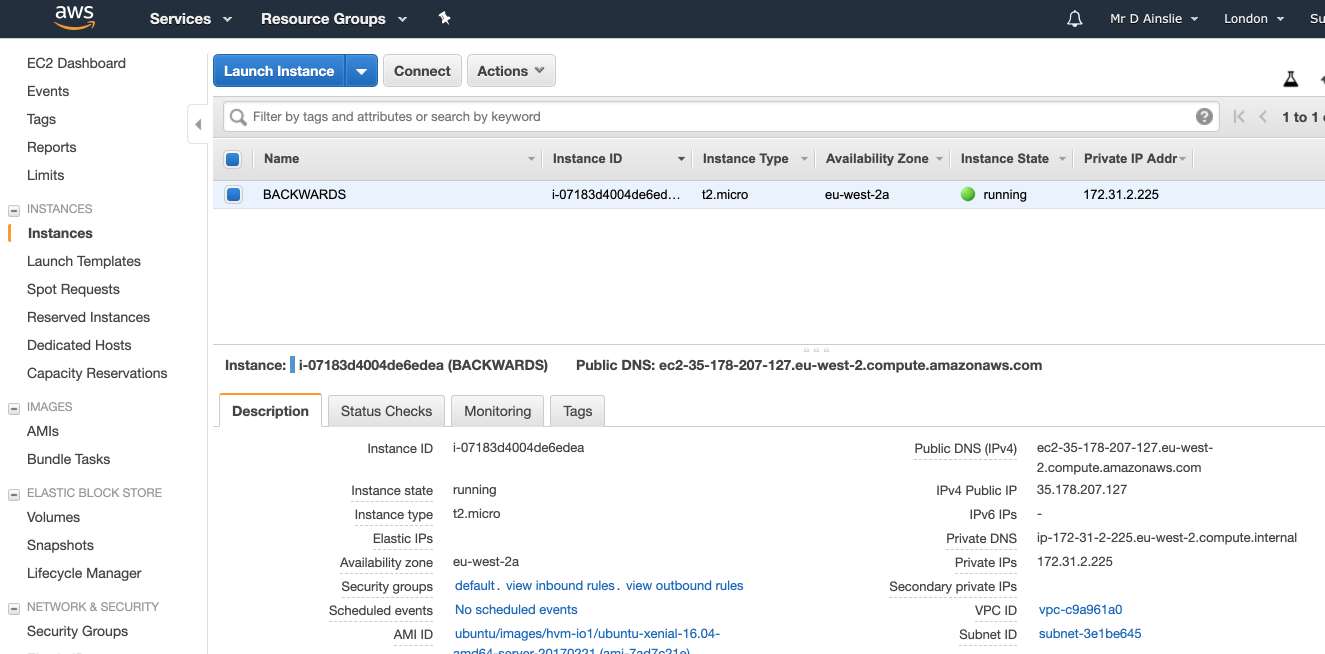 aws Services Resource Groups Mr D Ainslie London Su
EC2 Dashboard
Events
Tags
Reports
Limits
INSTANCES
Instances
Launch Templates
Spot Requests
Reserved Instances
Dedicated Hosts
Capacity Reservations
IMAGES
AMIs
Bundle Tasks
ELASTIC BLOCK STORE
Volumes
Snapshots
Lifecycle Manager
NETWORK & SECURITY
Security Groups
Launch Instance Connect Actions
Filter by tags and attributes or search by keyword ? 1 to 1
Name Instance ID Instance Type Availability Zone Instance State Private IP Addr
BACKWARDS i-07183d4004de6ed... t2.micro eu-west-2a running 172.31.2.225
Instance: i-07183d4004de6edea (BACKWARDS) Public DNS: ec2-35-178-207-127.eu-west-2.compute.amazonaws.com
Description Status Checks Monitoring Tags
Instance ID i-07183d4004de6edea
Instance state running
Instance type t2.micro
Elastic IPs
Availability zone eu-west-2a
Security groups default. view inbound rules. view outbound rules
Scheduled events No scheduled events
AMI ID ubuntu/images/hvm-io1/ubuntu-xenial-16.04-
amd64-server-20170221 (ami-7ad7c21e)
Public DNS (IPv4) ec2-35-178-207-127.eu-west-
2.compute.amazonaws.com
IPv4 Public IP 35.178.207.127
IPv6 IPs -
Private DNS ip-172-31-2-225.eu-west-2.compute.internal
Private IPs 172.31.2.225
Secondary private IPs
VPC ID vpc-c9a961a0
Subnet ID subnet-3e1be645